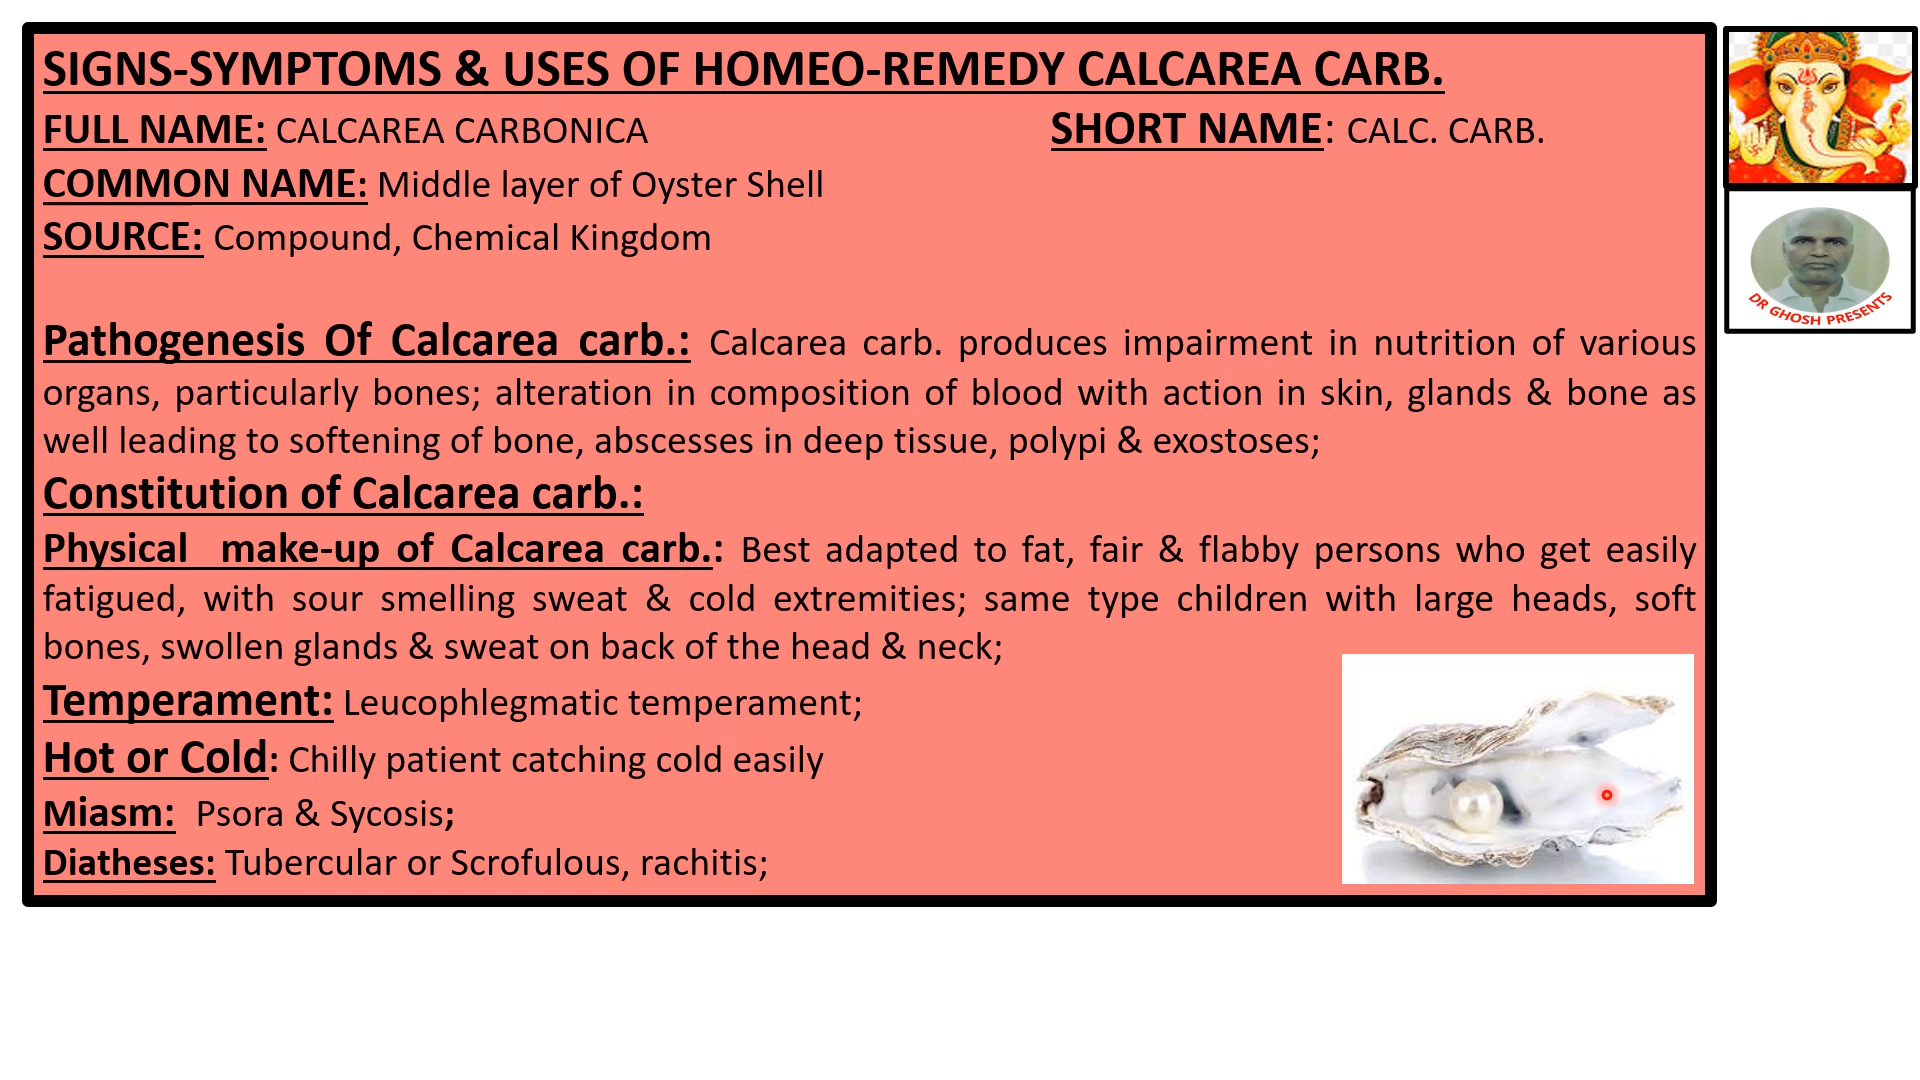 SIGNS-SYMPTOMS & USES OF HOMEO-REMEDY CALCAREA CARB.
FULL NAME: CALCAREA CARBONICA SHORT NAME: CALC. CARB.
COMMON NAME: Middle layer of Oyster Shell
SOURCE: Compound, Chemical Kingdom
Pathogenesis Of Calcarea carb.: Calcarea carb. produces impairment in nutrition of various
organs, particularly bones; alteration in composition of blood with action in skin, glands & bone as
well leading to softening of bone, abscesses in deep tissue, polypi & exostoses;
Constitution of Calcarea carb.:
Physical make-up of Calcarea carb.: Best adapted to fat, fair & flabby persons who get easily
fatigued, with sour smelling sweat & cold extremities; same type children with large heads, soft
bones, swollen glands & sweat on back of the head & neck;
Temperament: Leucophlegmatic temperament;
Hot or Cold: Chilly patient catching cold easily
Miasm: Psora & Sycosis;
Diatheses: Tubercular or Scrofulous, rachitis;
DR GHOSH PRESENTS